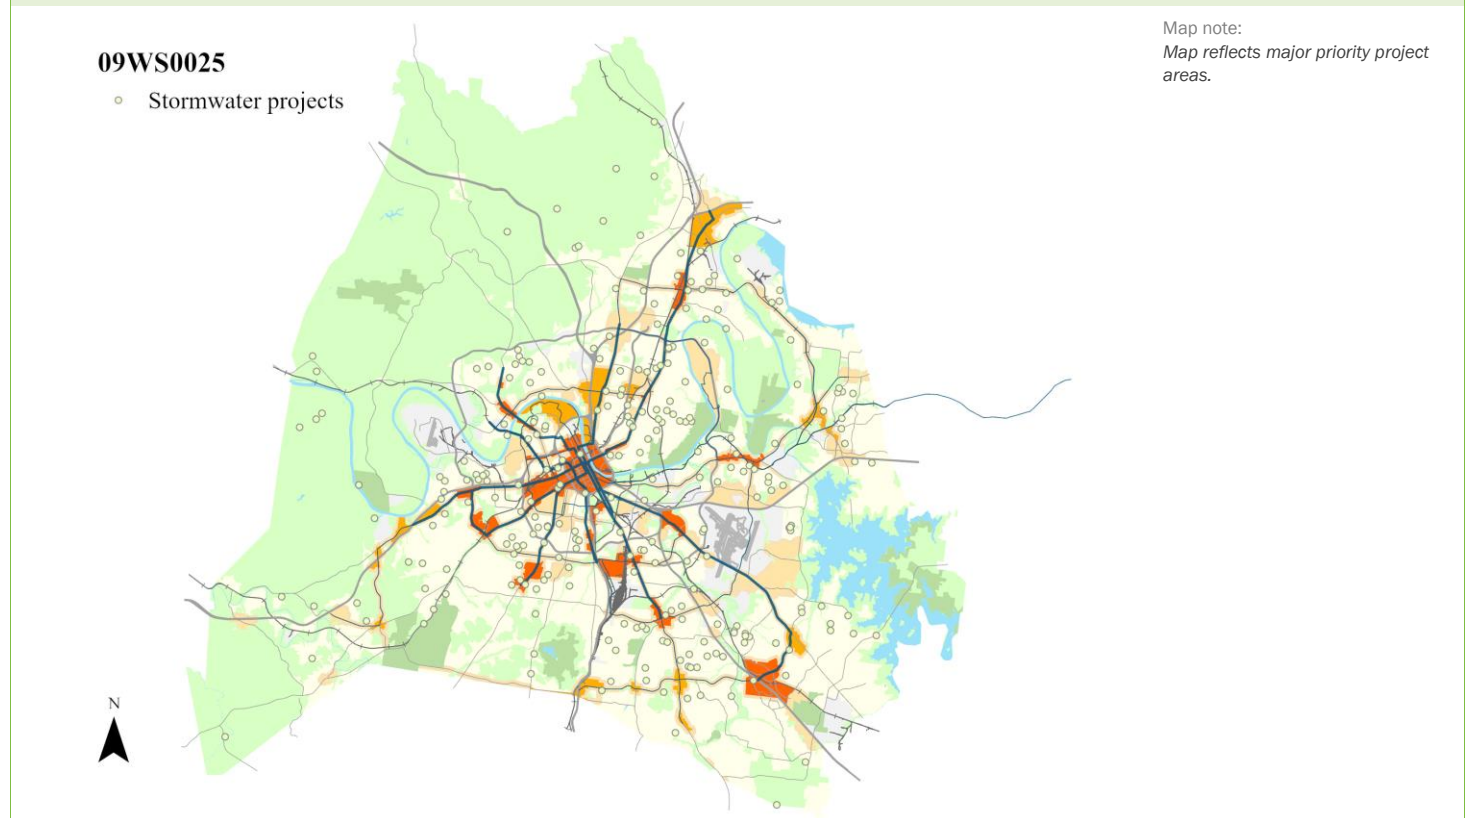 09WS0025
Stormwater projects
Map note:
Map reflects major priority project
areas.
N